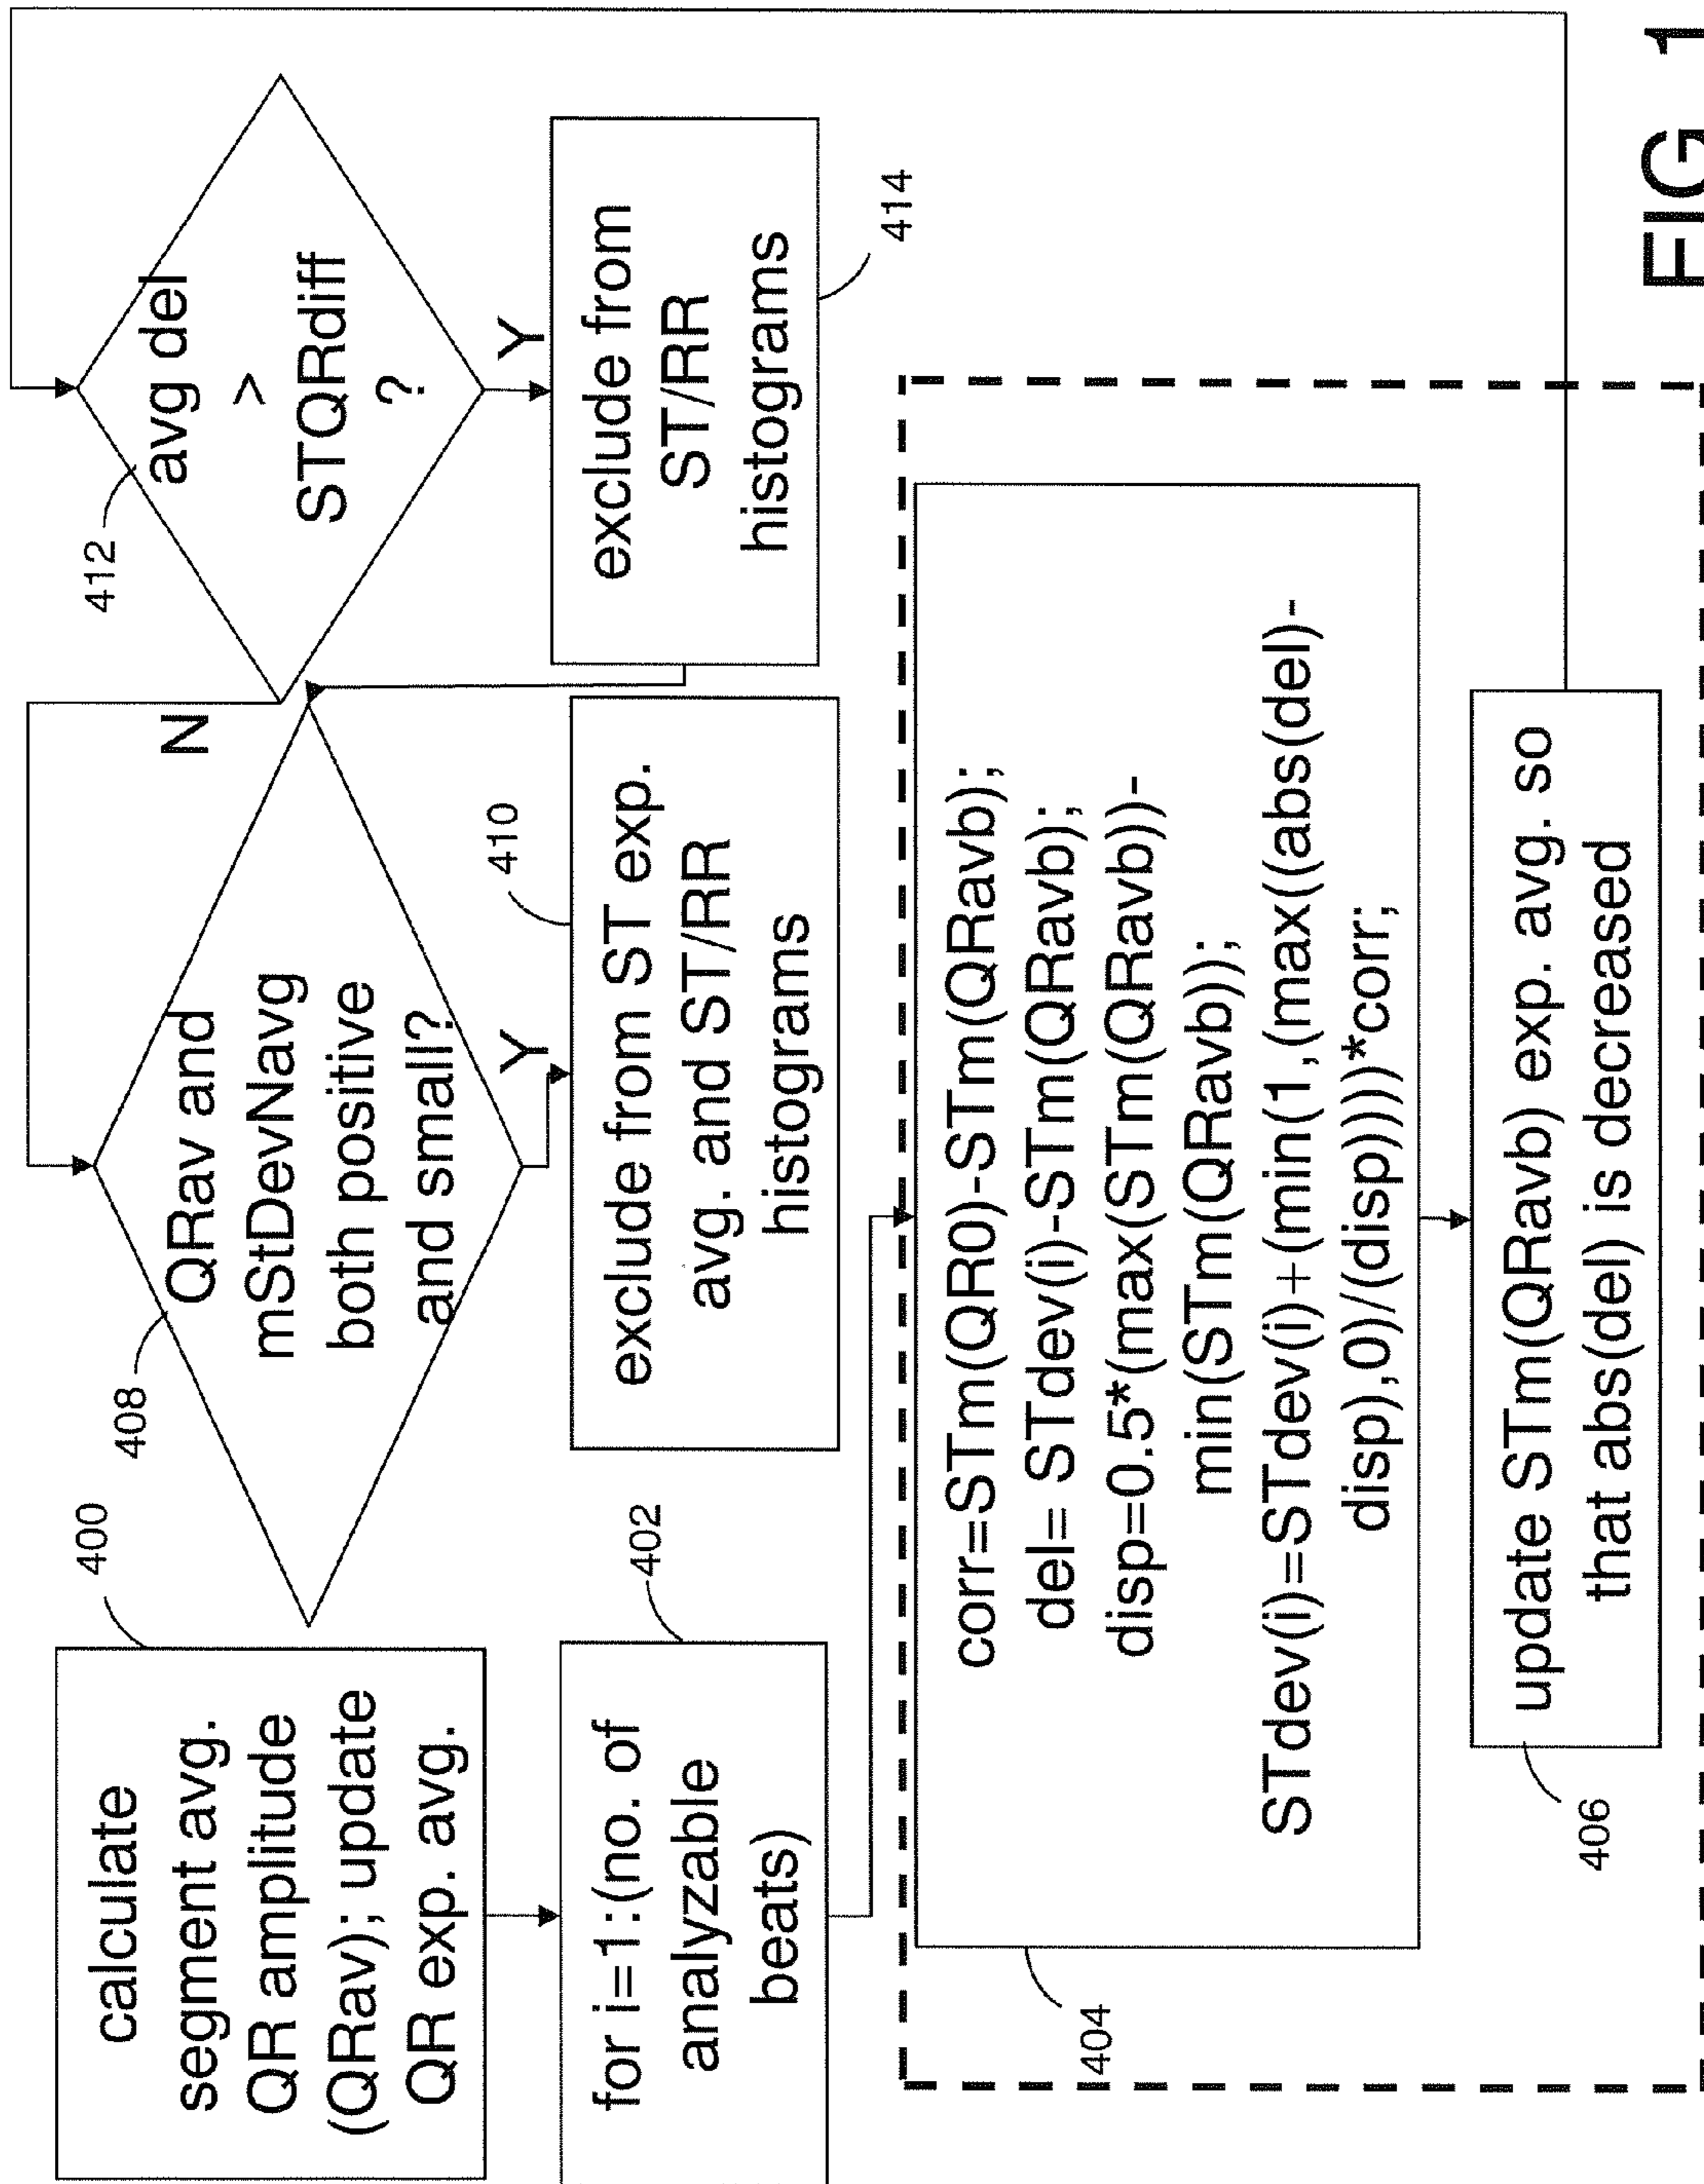 calculate
segment avg.
QR amplitude
(QRav); update
QR exp. avg.
400
for i=1:(no. of
analyzable
beats)
402
corr=STm(QR0)-STm(QRavb);
del= STdev(i)-STm(QRavb);
disp=0.5*(max(STm(QRavb))-
min(STm(QRavb));
STdev(i)=STdev(i)+(min(1,(max((abs(del)-
disp),0)/(disp))))*corr;
404
update STm(QRavb) exp. avg. so
that abs(del) is decreased
406
QRav and
mStDevNavg
both positive
and small?
408
N
Y
exclude from ST exp.
avg. and ST/RR
histograms
410
avg del
>
STQRdiff
?
412
Y
exclude from
ST/RR
histograms
414
FIG. 1